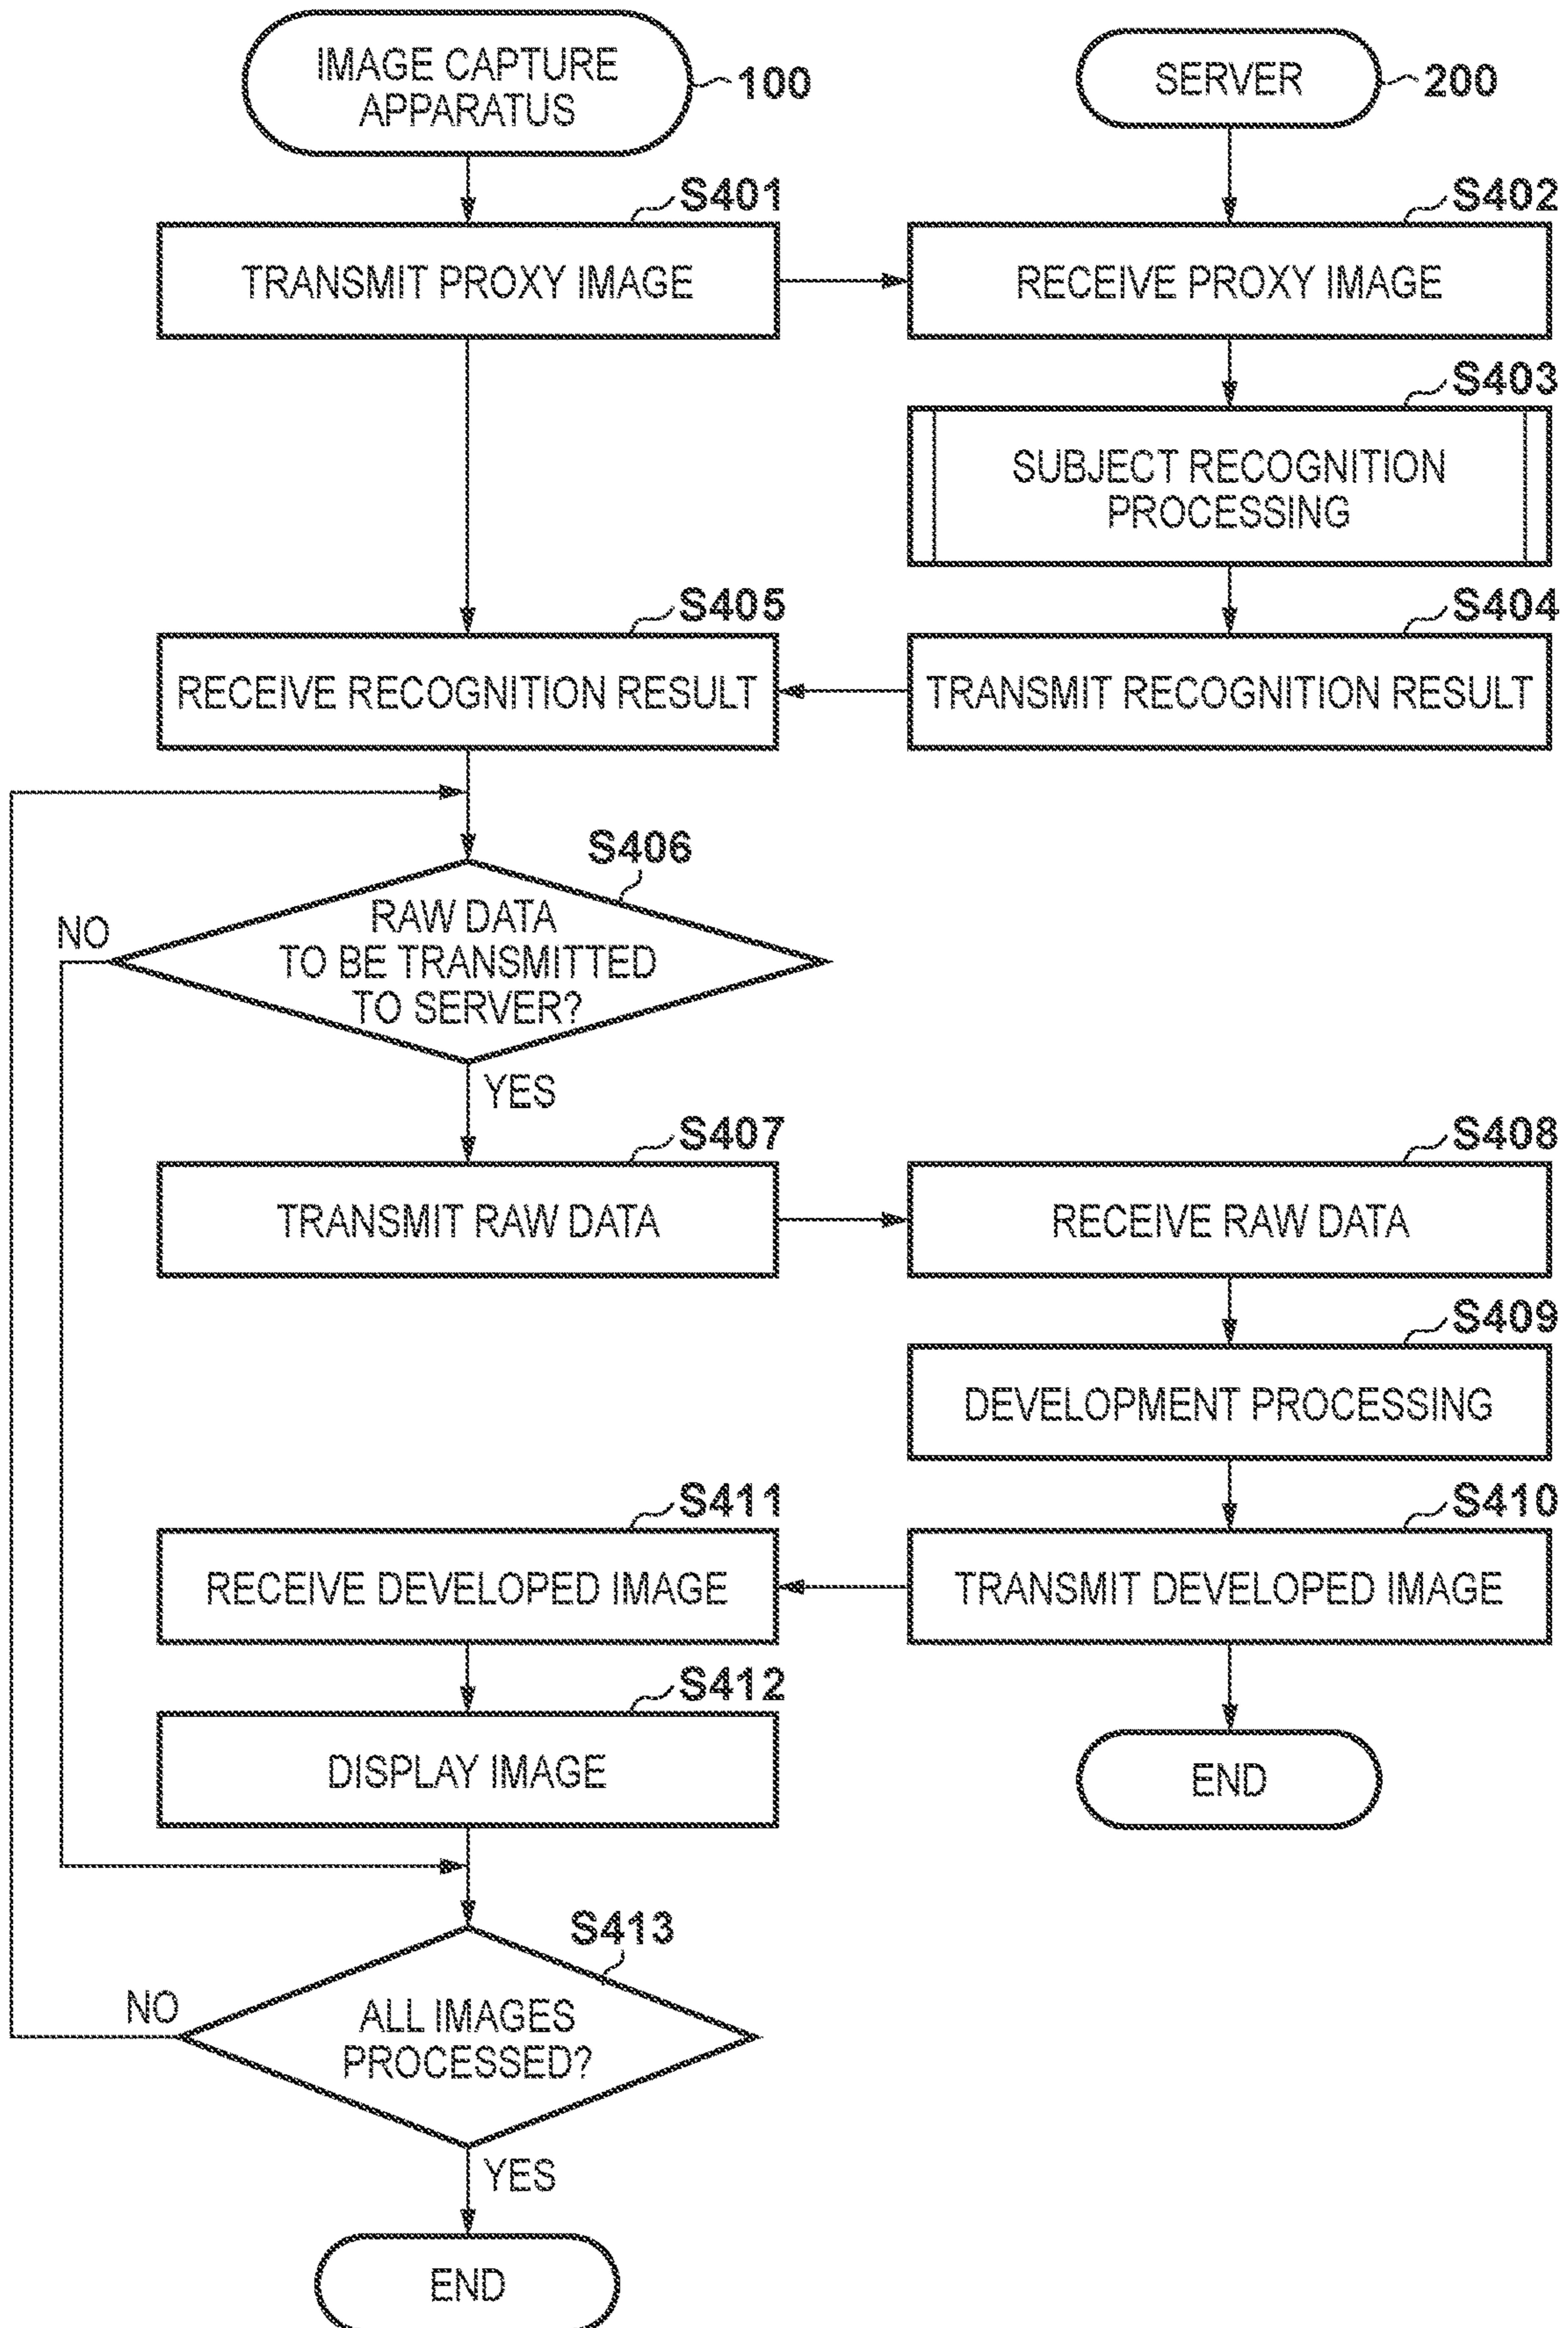 IMAGE CAPTURE
APPARATUS
100
SERVER
200
S401
TRANSMIT PROXY IMAGE
S402
RECEIVE PROXY IMAGE
S403
SUBJECT RECOGNITION
PROCESSING
S405
RECEIVE RECOGNITION RESULT
S404
TRANSMIT RECOGNITION RESULT
S406
RAW DATA
TO BE TRANSMITTED
TO SERVER?
NO
YES
S407
TRANSMIT RAW DATA
S408
RECEIVE RAW DATA
S409
DEVELOPMENT PROCESSING
S411
RECEIVE DEVELOPED IMAGE
S410
TRANSMIT DEVELOPED IMAGE
S412
DISPLAY IMAGE
END
S413
ALL IMAGES
PROCESSED?
NO
YES
END